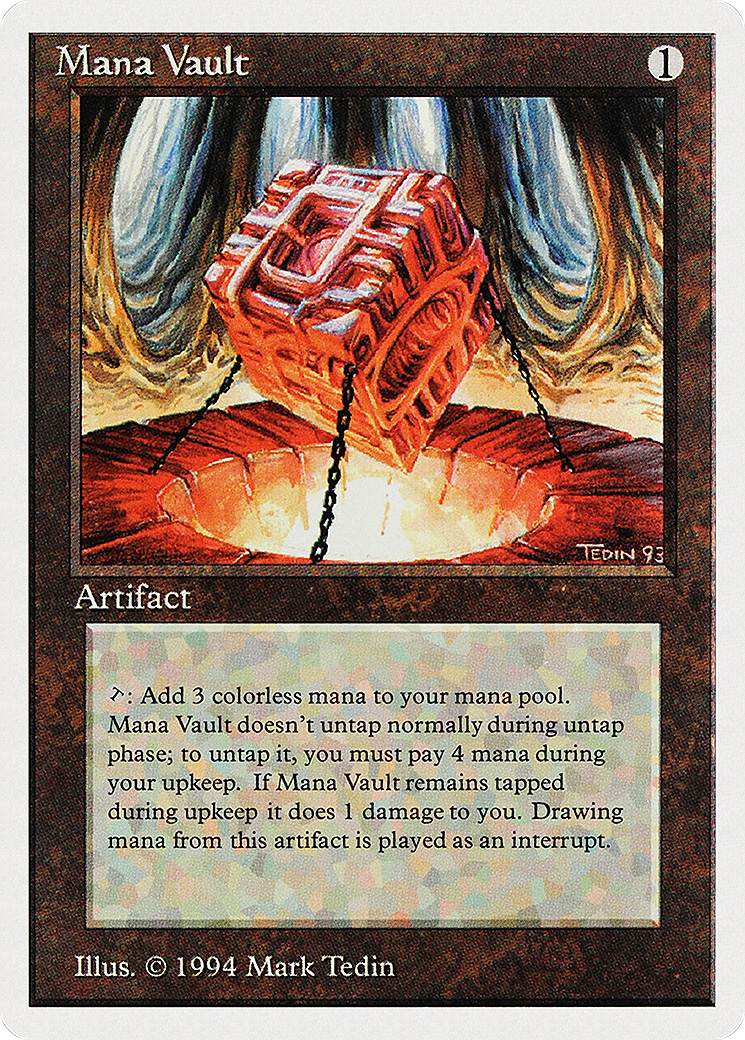 Mana Vault 1
TEDIN 93
Artifact
T: Add 3 colorless mana to your mana pool.
Mana Vault doesn't untap normally during untap
phase; to untap it, you must pay 4 mana during
your upkeep. If Mana Vault remains tapped
during upkeep it does 1 damage to you. Drawing
mana from this artifact is played as an interrupt.
Illus. © 1994 Mark Tedin